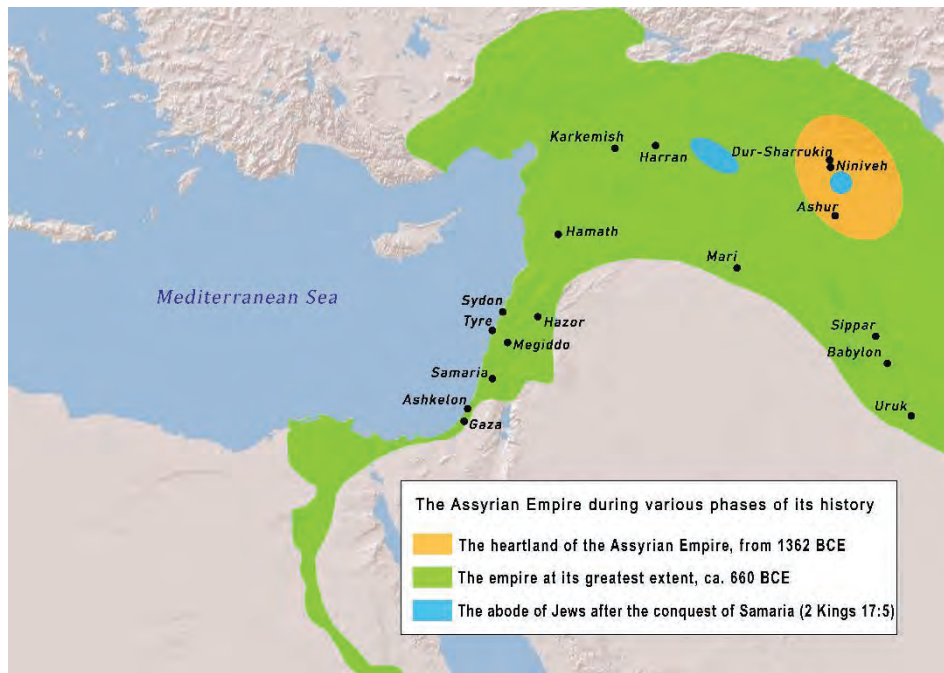 Karkemish
Harran
Dur-Sharrukin
Niniveh
Ashur
Hamath
Mari
Mediterranean Sea
Sydon
Tyre
Hazor
Megiddo
Sippar
Babylon
Samaria
Ashkelon
Gaza
Uruk
The Assyrian Empire during various phases of its history
The heartland of the Assyrian Empire, from 1362 BCE
The empire at its greatest extent, ca. 660 BCE
The abode of Jews after the conquest of Samaria (2 Kings 17:5)